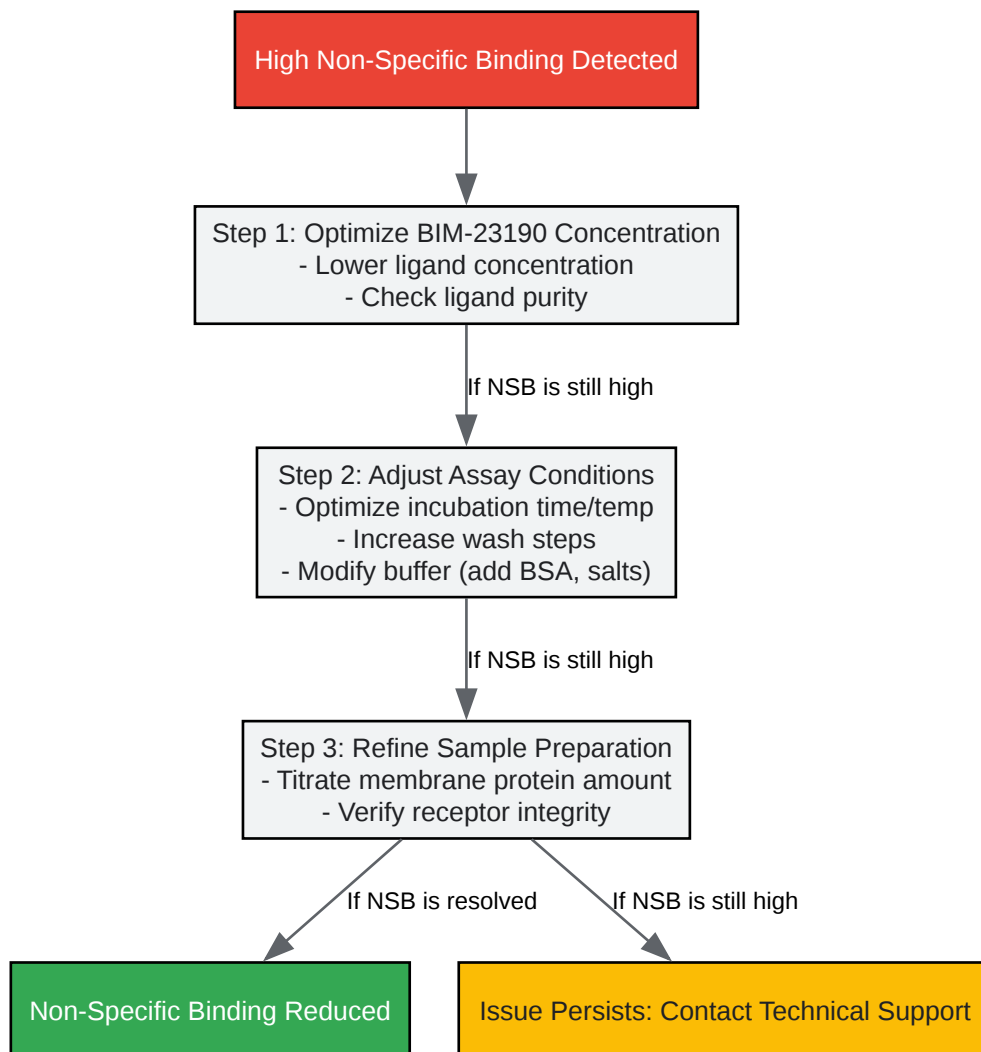 High Non-Specific Binding Detected
Step 1: Optimize BIM-23190 Concentration
- Lower ligand concentration
- Check ligand purity
If NSB is still high
Step 2: Adjust Assay Conditions
- Optimize incubation time/temp
- Increase wash steps
- Modify buffer (add BSA, salts)
If NSB is still high
Step 3: Refine Sample Preparation
- Titrate membrane protein amount
- Verify receptor integrity
If NSB is resolved
If NSB is still high
Non-Specific Binding Reduced
Issue Persists: Contact Technical Support